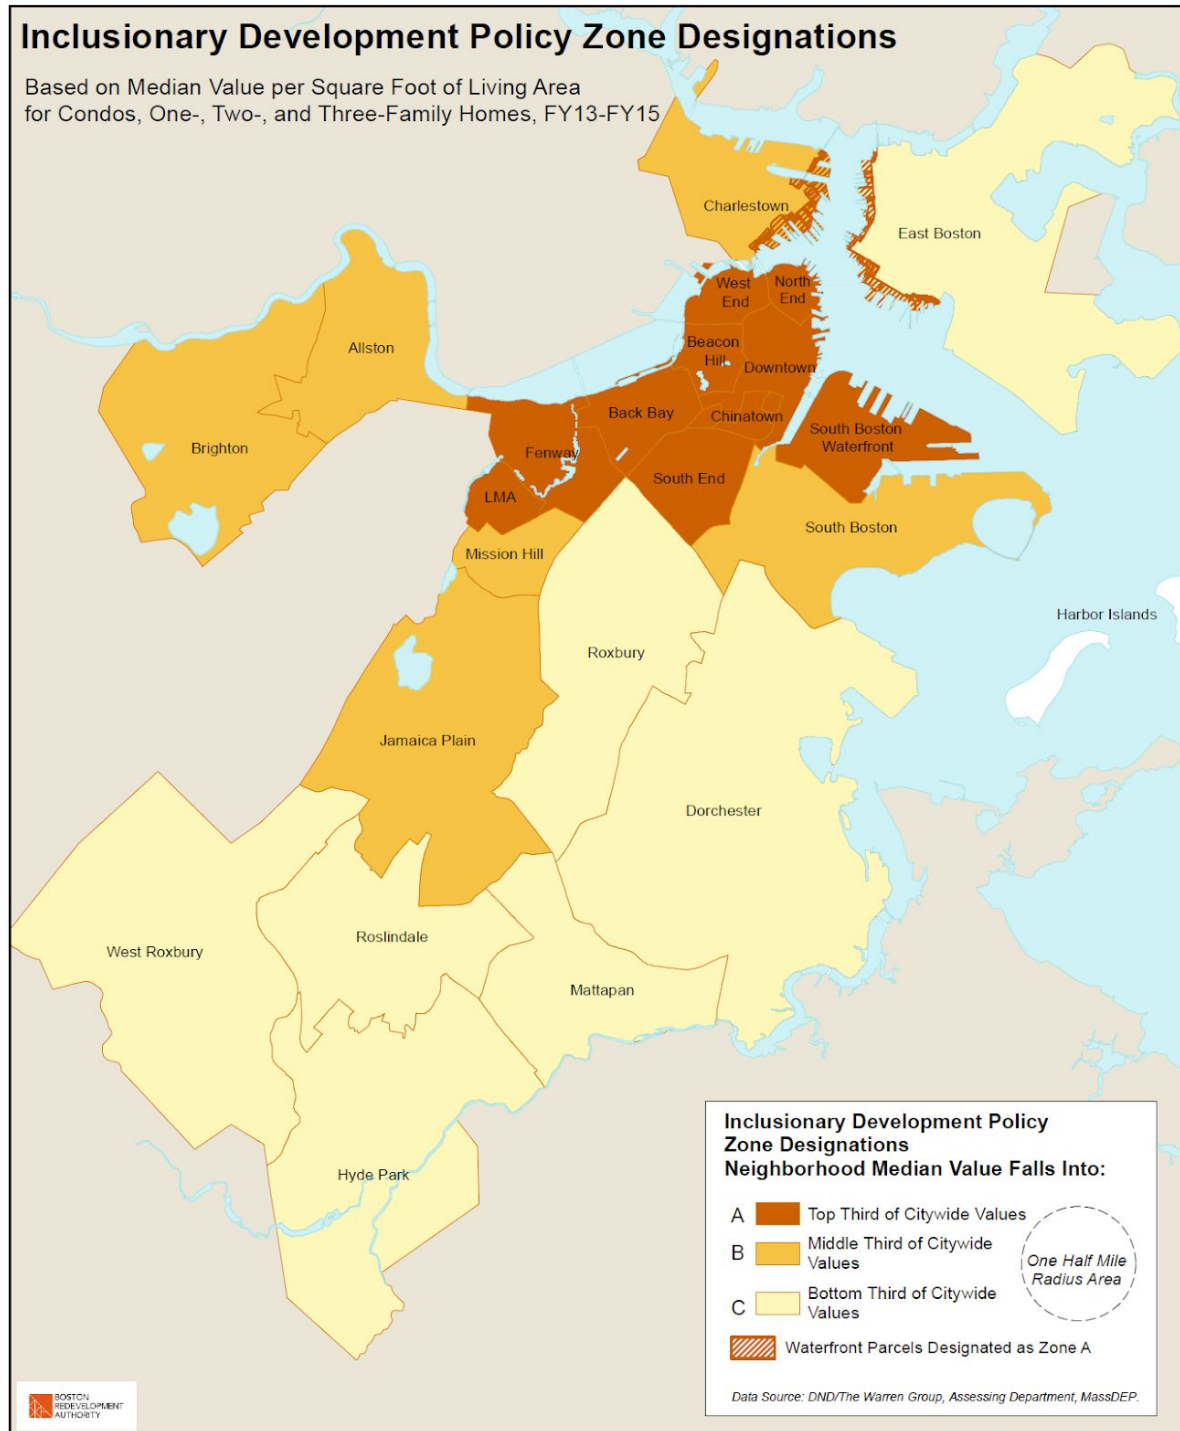 Inclusionary Development Policy Zone Designations
Based on Median Value per Square Foot of Living Area
for Condos, One-, Two-, and Three-Family Homes, FY13-FY15
Charlestown
East Boston
West
End
North
End
Beacon
Hill
Downtown
Allston
Back Bay
Chinatown
South Boston
Waterfront
Brighton
Fenway
South End
LMA
South Boston
Mission Hill
Harbor Islands
Roxbury
Jamaica Plain
Dorchester
Roslindale
West Roxbury
Mattapan
Hyde Park
Inclusionary Development Policy
Zone Designations
Neighborhood Median Value Falls Into:
A Top Third of Citywide Values
B Middle Third of Citywide
Values
C Bottom Third of Citywide
Values
One Half Mile
Radius Area
Waterfront Parcels Designated as Zone A
Data Source: DND/The Warren Group, Assessing Department, MassDEP.
BOSTON
REDEVELOPMENT
AUTHORITY